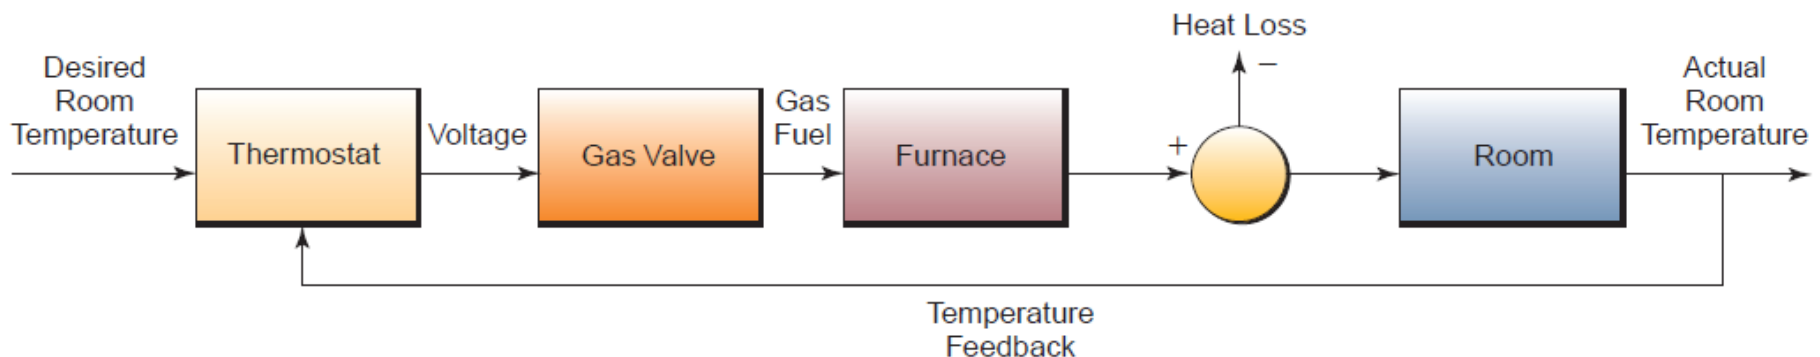 Desired
Room
Temperature
Thermostat
Voltage
Gas Valve
Gas
Fuel
Furnace
+
Heat Loss
−
Room
Actual
Room
Temperature
Temperature
Feedback